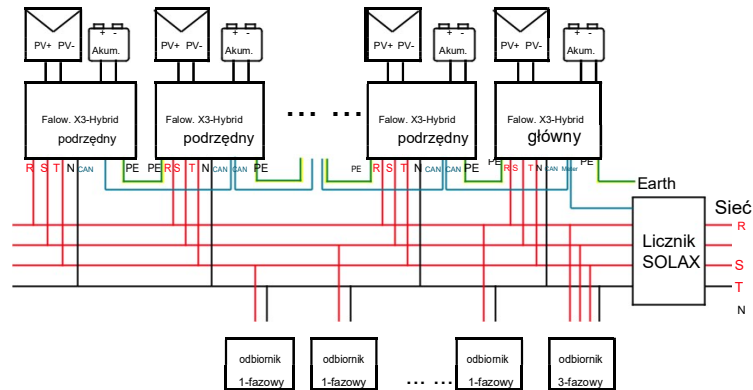 PV+ PV-
+ -
Akum.
PV+ PV-
+ -
Akum.
PV+ PV-
+ -
Akum.
PV+ PV-
+ -
Akum.
Falow. X3-Hybrid
podrzędny
Falow. X3-Hybrid
podrzędny
... ...
Falow. X3-Hybrid
podrzędny
Falow. X3-Hybrid
główny
R S T N CAN PE
PE R S T N CAN CAN PE
PE R S T N CAN CAN PE
PE R S T N CAN Meter PE
Earth
Licznik
SOLAX
Sieć
R
S
T
N
odbiornik
1-fazowy
odbiornik
1-fazowy
... ...
odbiornik
1-fazowy
odbiornik
3-fazowy